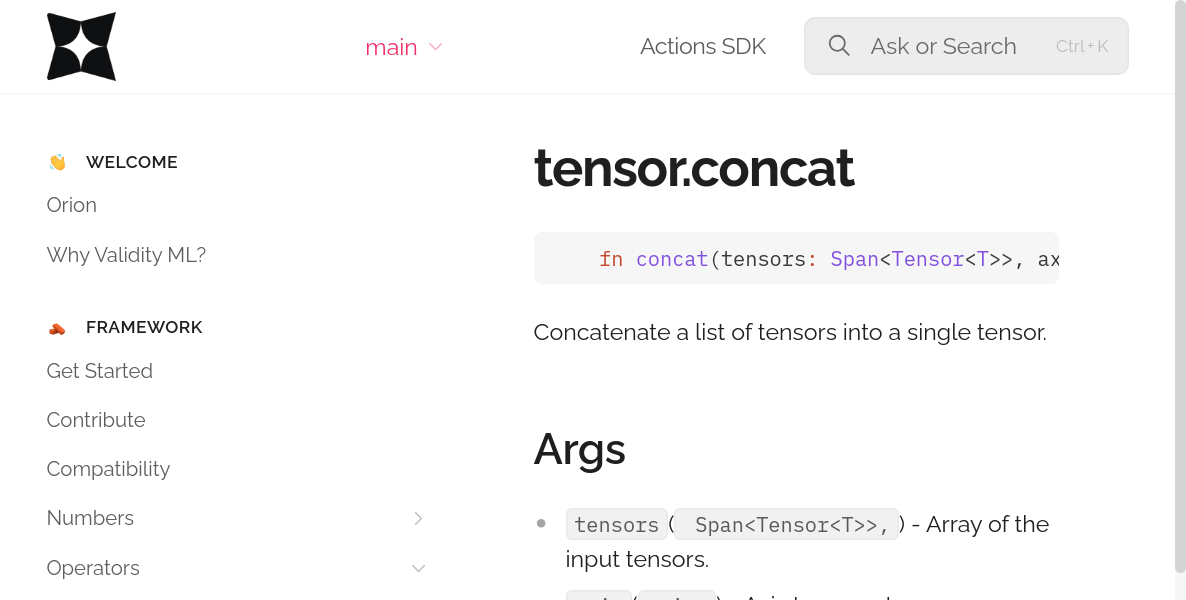 main
Actions SDK
Ask or Search
Ctrl+K
WELCOME
Orion
Why Validity ML?
FRAMEWORK
Get Started
Contribute
Compatibility
Numbers
Operators
tensor.concat
fn concat(tensors: Span<Tensor<T>>, ax
Concatenate a list of tensors into a single tensor.
Args
tensors( Span<Tensor<T>>,) - Array of the
input tensors.